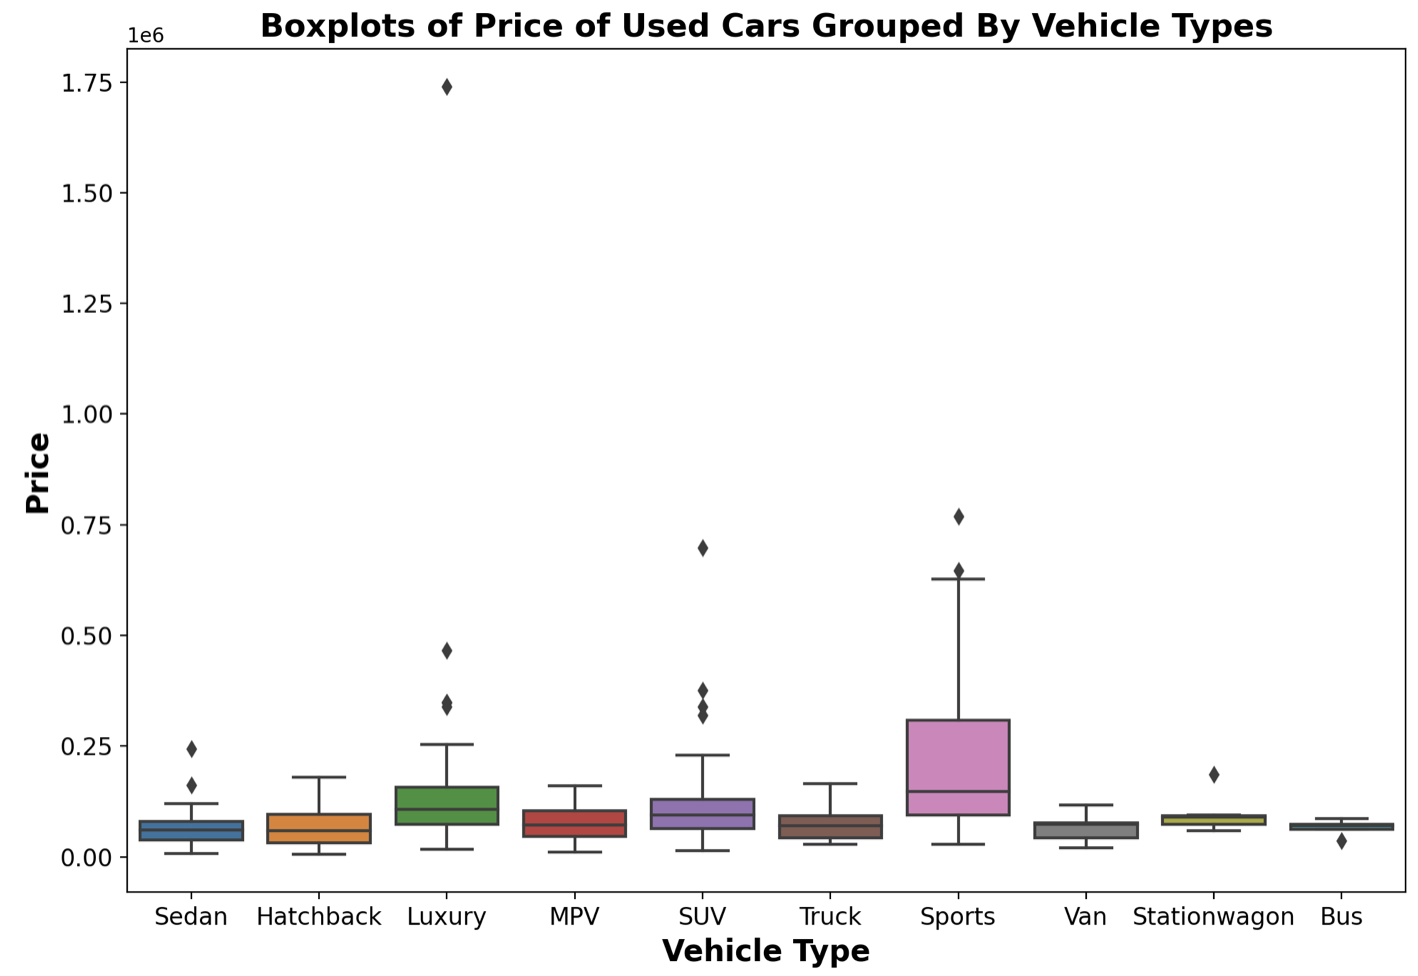 Boxplots of Price of Used Cars Grouped By Vehicle Types
1e6
1.75
1.50
1.25
1.00
0.75
0.50
0.25
0.00
Price
Sedan Hatchback Luxury MPV SUV Truck Sports Van Stationwagon Bus
Vehicle Type